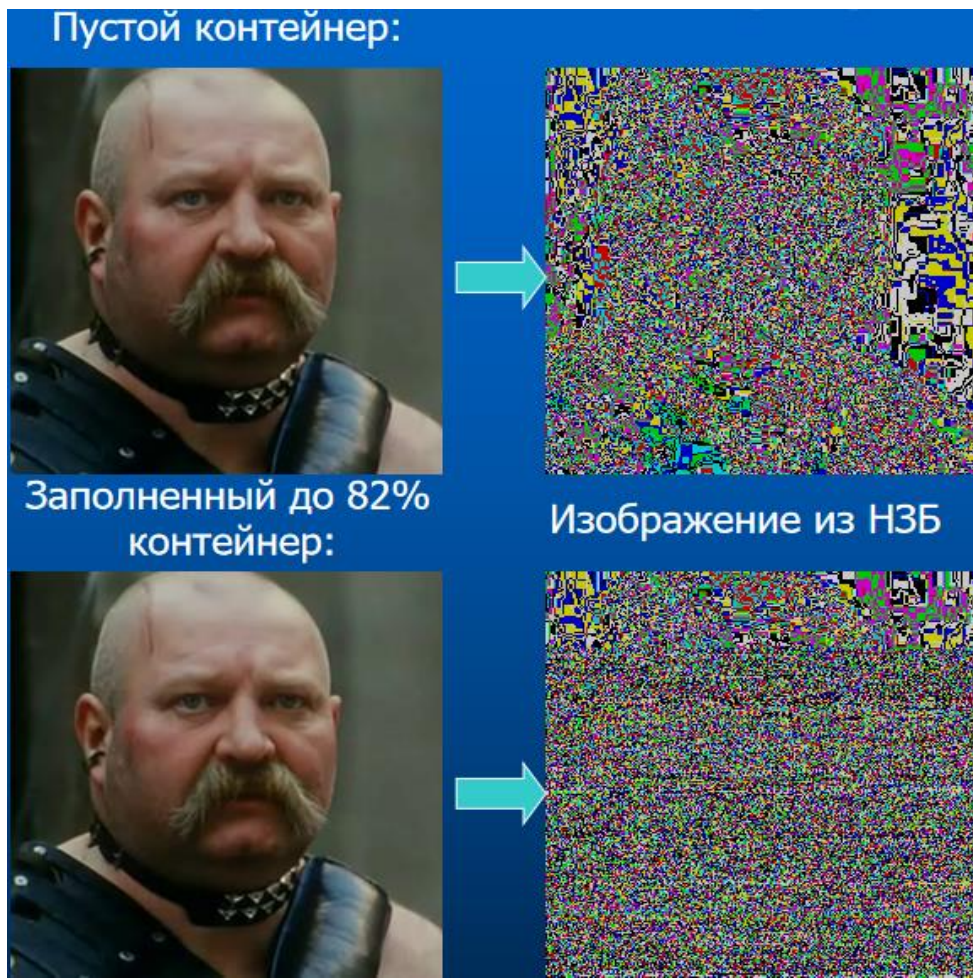 Пустой контейнер:
Заполненный до 82%
контейнер:
Изображение из НЗБ